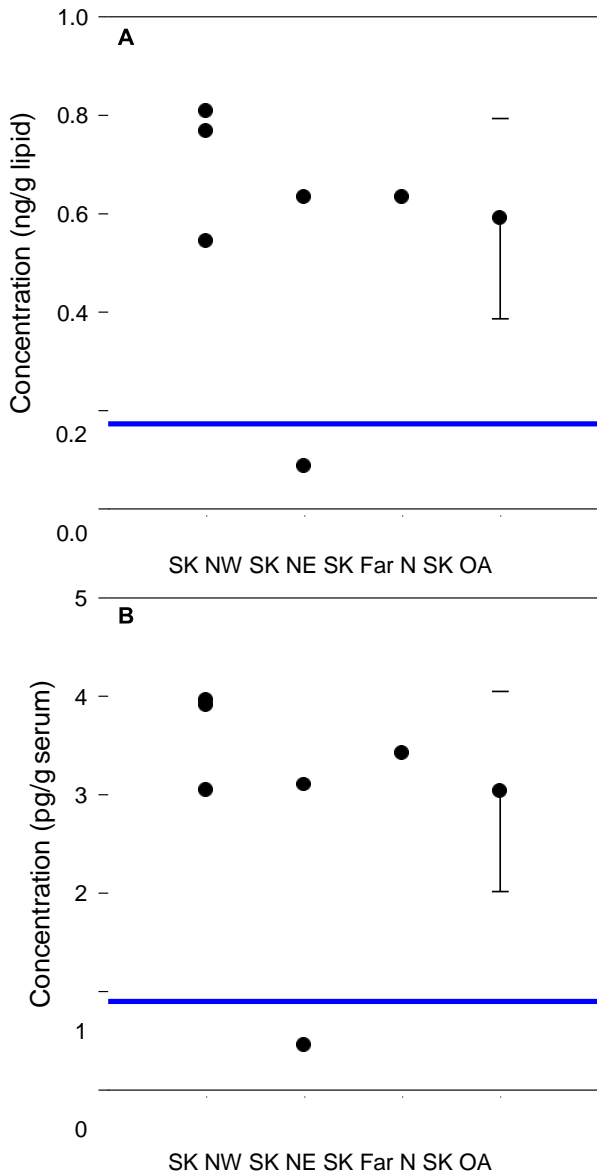 1.0
A
0.8
0.6
0.4
0.2
0.0
Concentration (ng/g lipid)
SK NW SK NE SK Far N SK OA
5
B
4
3
2
1
0
Concentration (pg/g serum)
SK NW SK NE SK Far N SK OA